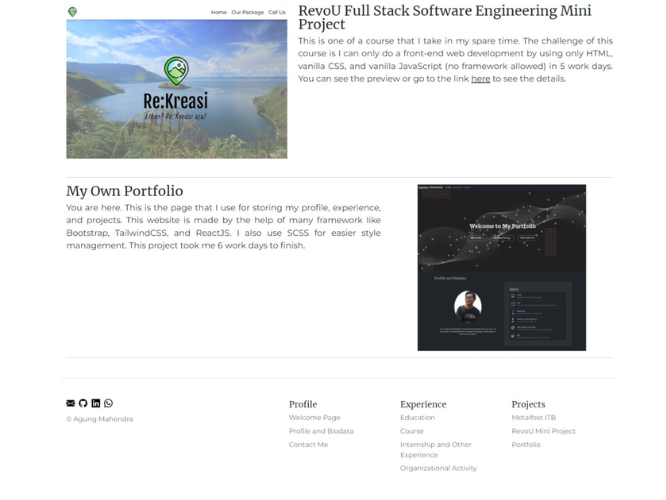 Home Our Package Call Us
Re:Kreasi
Libur? Re:Kreasi aja!
RevoU Full Stack Software Engineering Mini
Project
This is one of a course that I take in my spare time. The challenge of this
course is I can only do a front-end web development by using only HTML,
vanilla CSS, and vanilla JavaScript (no framework allowed) in 5 work days.
You can see the preview or go to the link here to see the details.
My Own Portfolio
You are here. This is the page that I use for storing my profile, experience,
and projects. This website is made by the help of many framework like
Bootstrap, TailwindCSS, and ReactJS. I also use SCSS for easier style
management. This project took me 6 work days to finish.
Welcome to My Portfolio
Profile and Biodata
Skills
© Agung Mahendra
Profile
Welcome Page
Profile and Biodata
Contact Me
Experience
Education
Course
Internship and Other
Experience
Organizational Activity
Projects
Metalfest ITB
RevoU Mini Project
Portfolio